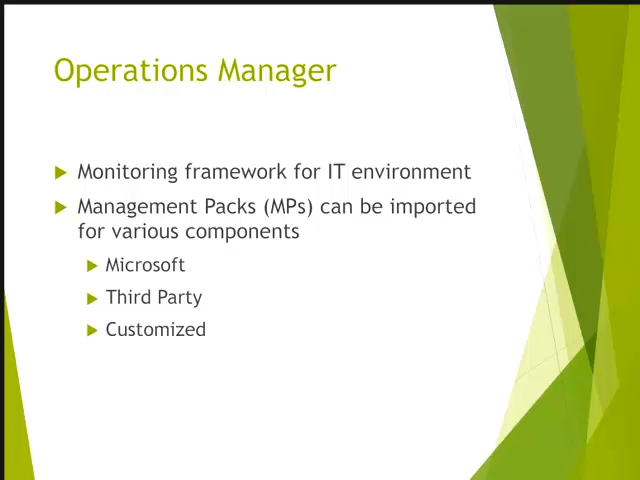 Operations Manager
Monitoring framework for IT environment
Management Packs (MPs) can be imported
for various components
Microsoft
Third Party
Customized